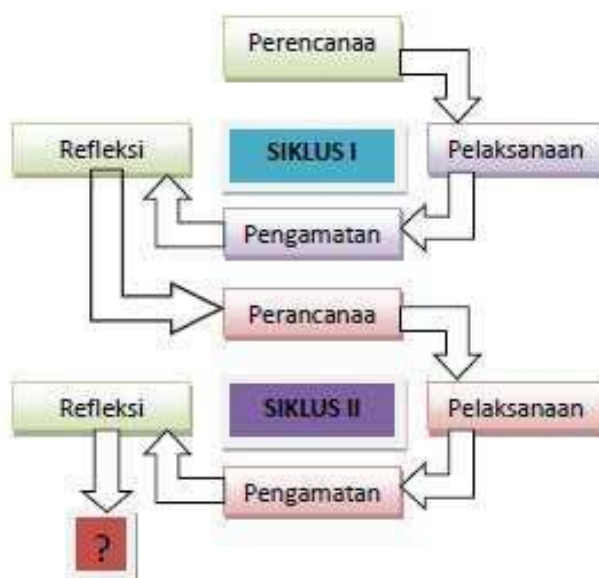 Perencanaa
Refleksi
SIKLUS I
Pelaksanaan
Pengamatan
Perancanaa
Refleksi
SIKLUS II
Pelaksanaan
Pengamatan
?